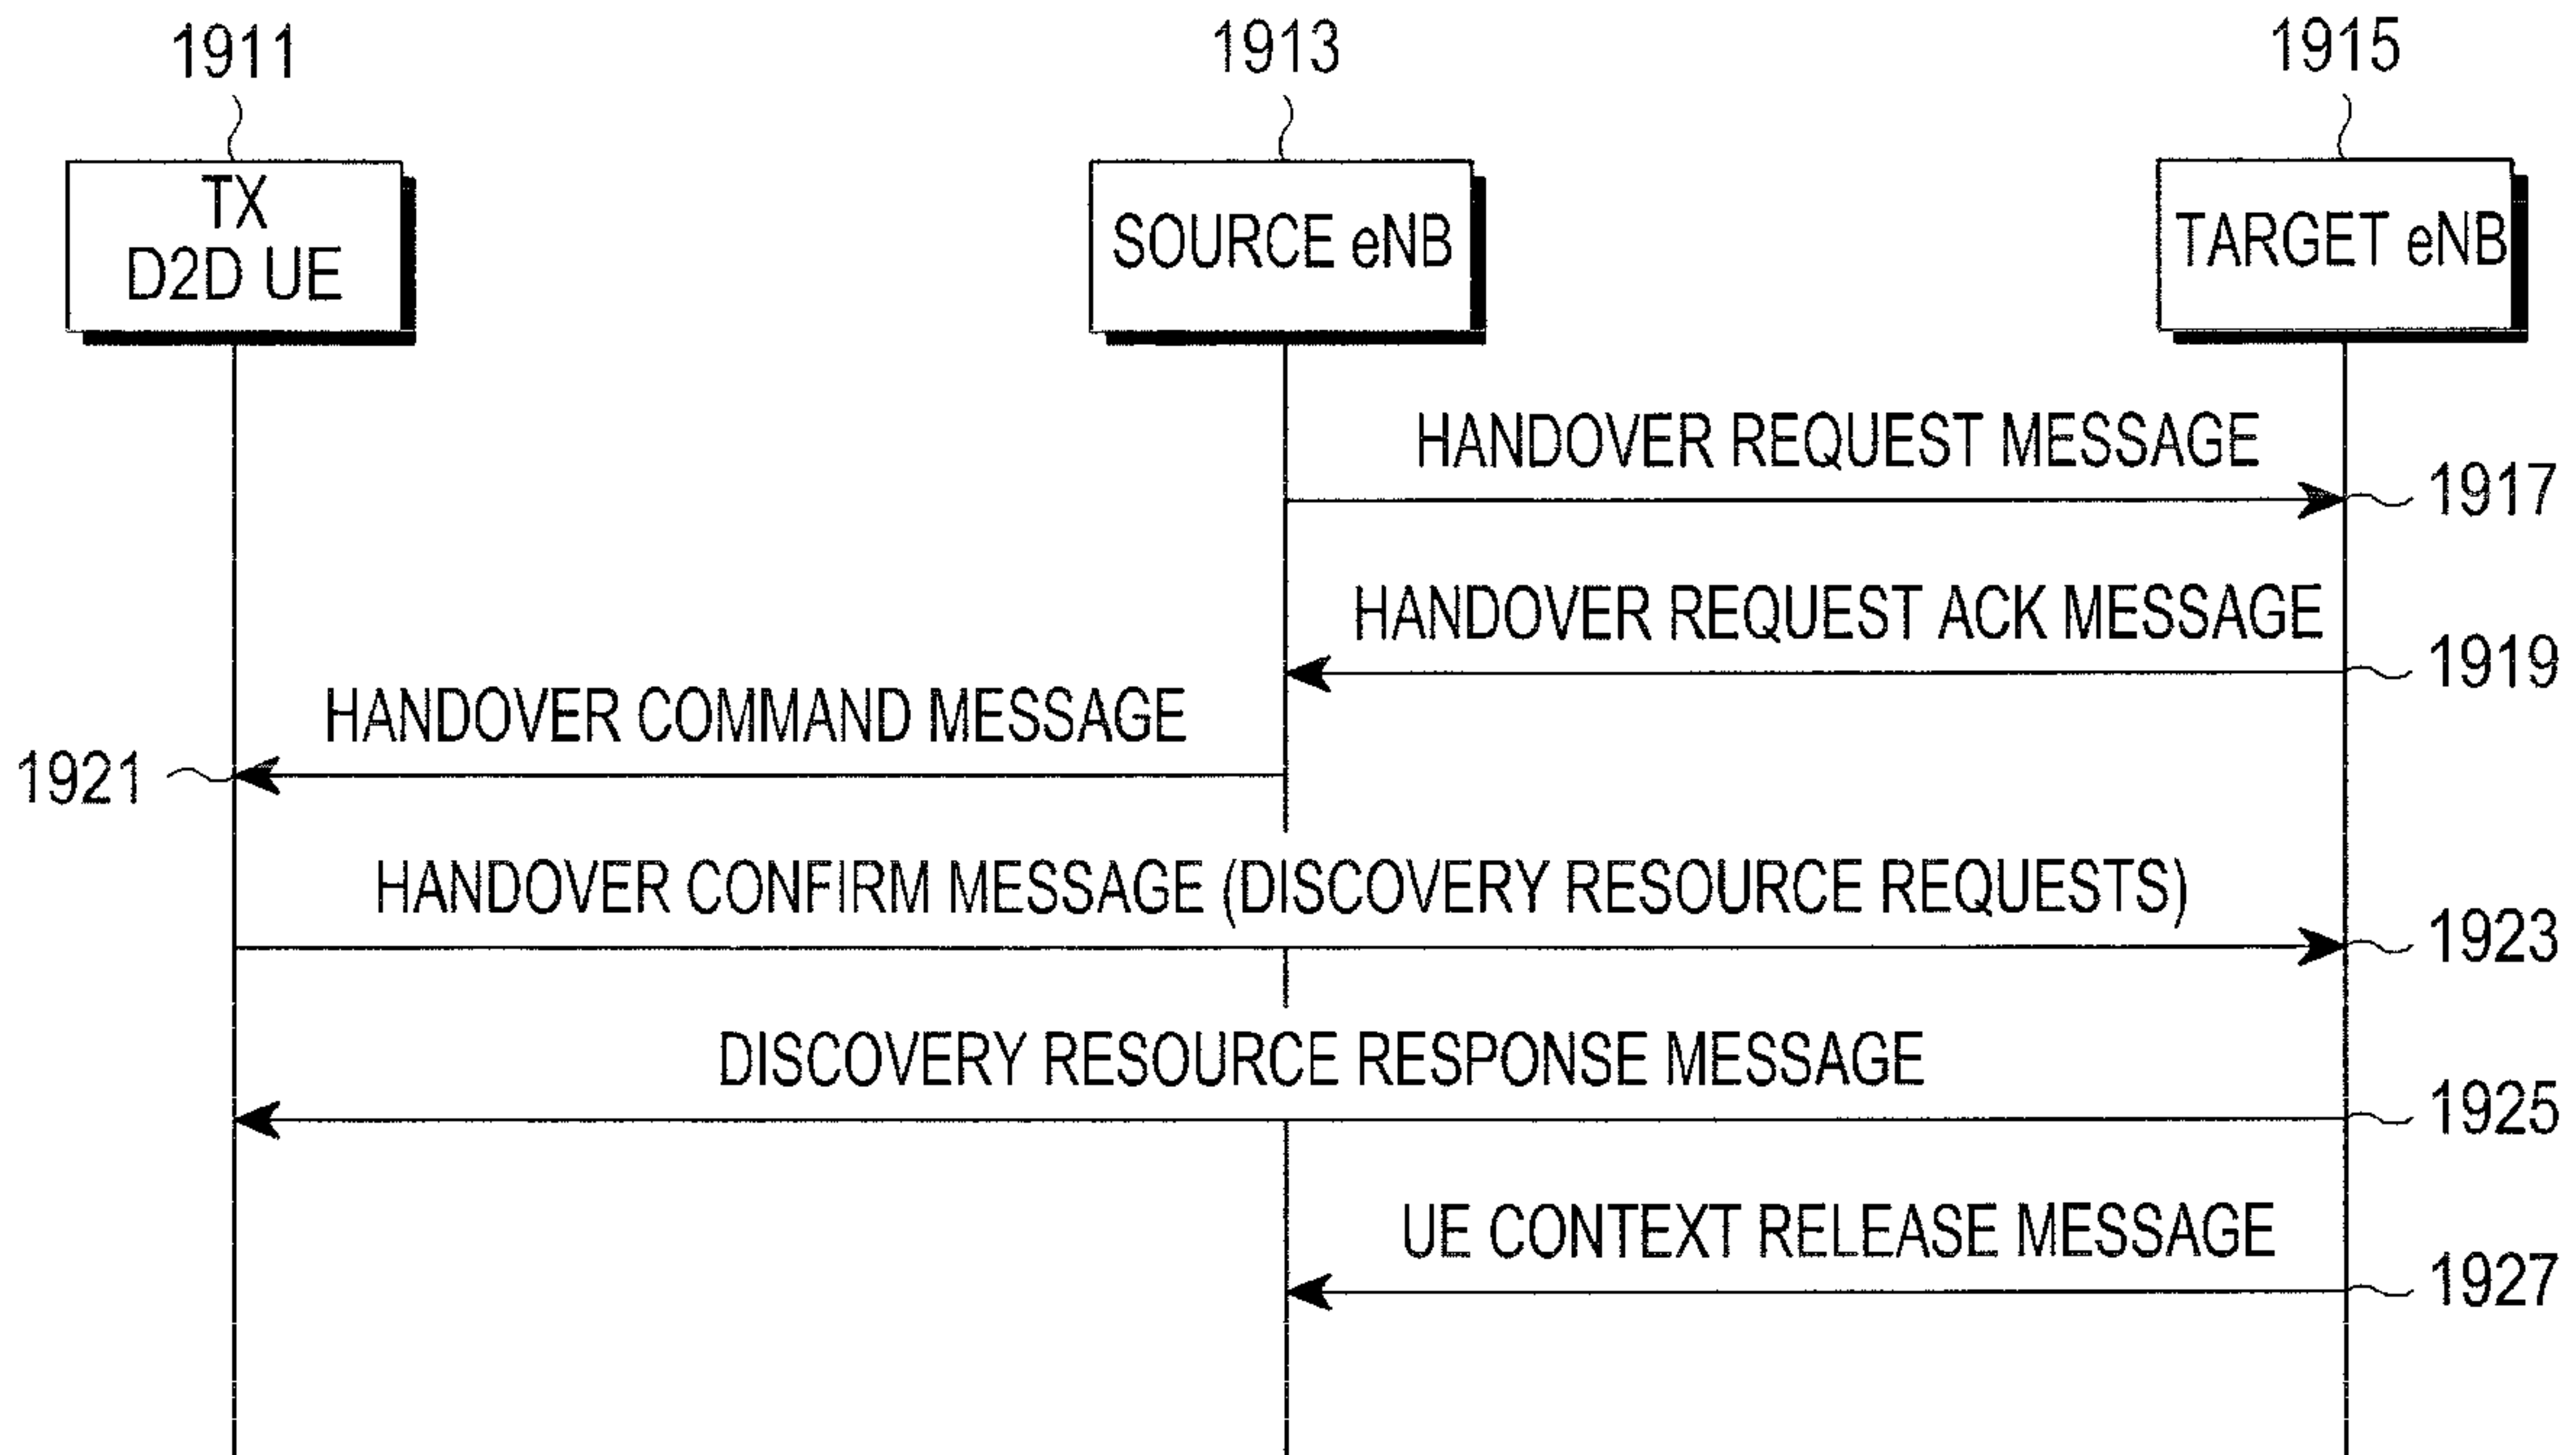 1911
1913
1915
TX
D2D UE
SOURCE eNB
TARGET eNB
HANDOVER REQUEST MESSAGE
1917
HANDOVER REQUEST ACK MESSAGE
1919
HANDOVER COMMAND MESSAGE
1921
HANDOVER CONFIRM MESSAGE (DISCOVERY RESOURCE REQUESTS)
1923
DISCOVERY RESOURCE RESPONSE MESSAGE
1925
UE CONTEXT RELEASE MESSAGE
1927